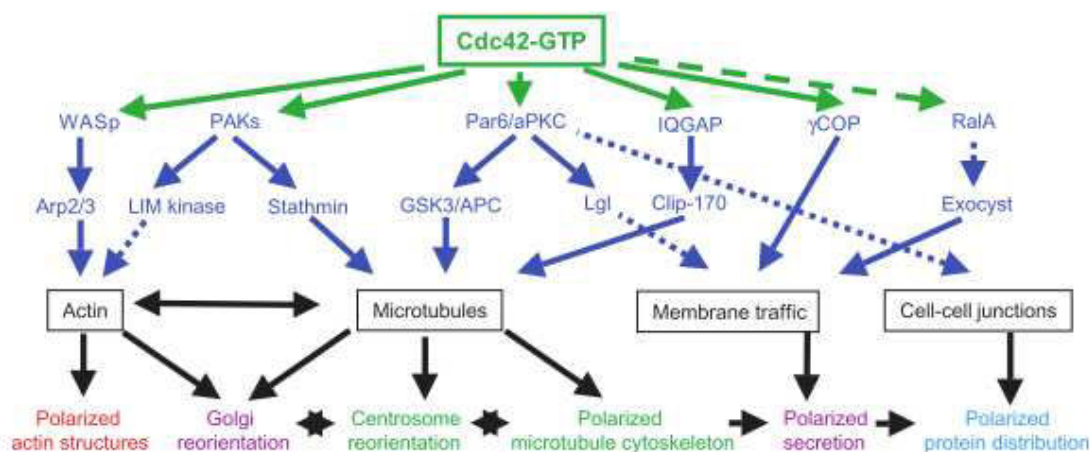 Cdc42-GTP
WASp PAKs Par6/aPKC IQGAP γCOP RalA
Arp2/3 LIM kinase Stathmin GSK3/APC Lgl Clip-170 Exocyst
Actin Microtubules Membrane traffic Cell-cell junctions
Polarized Golgi Centrosome Polarized Polarized Polarized
actin structures reorientation reorientation microtubule cytoskeleton secretion protein distribution